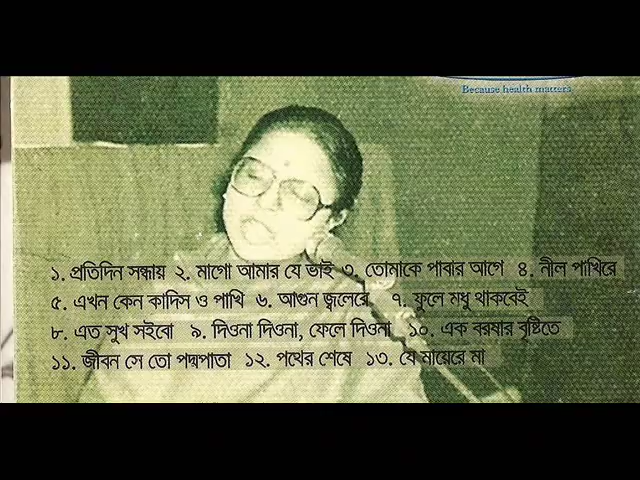 Because health matters
১. প্রতিদিন সন্ধায় ২. মাগো আমার যে ভাই ৩. তোমাকে পাবার আগে ৪. নীল পাখিরে
৫. এখন কেন কাদিস ও পাখি ৬. আগুন জ্বলেরে ৭. ফুলে মধু থাকবেই
৮. এত সুখ সইবো ৯. দিওনা দিওনা, ফেলে দিওনা ১০. এক বরষার বৃষ্টিতে
১১. জীবন সে তো পদ্মপাতা ১২. পথের শেষে ১৩. যে মায়েরে মা